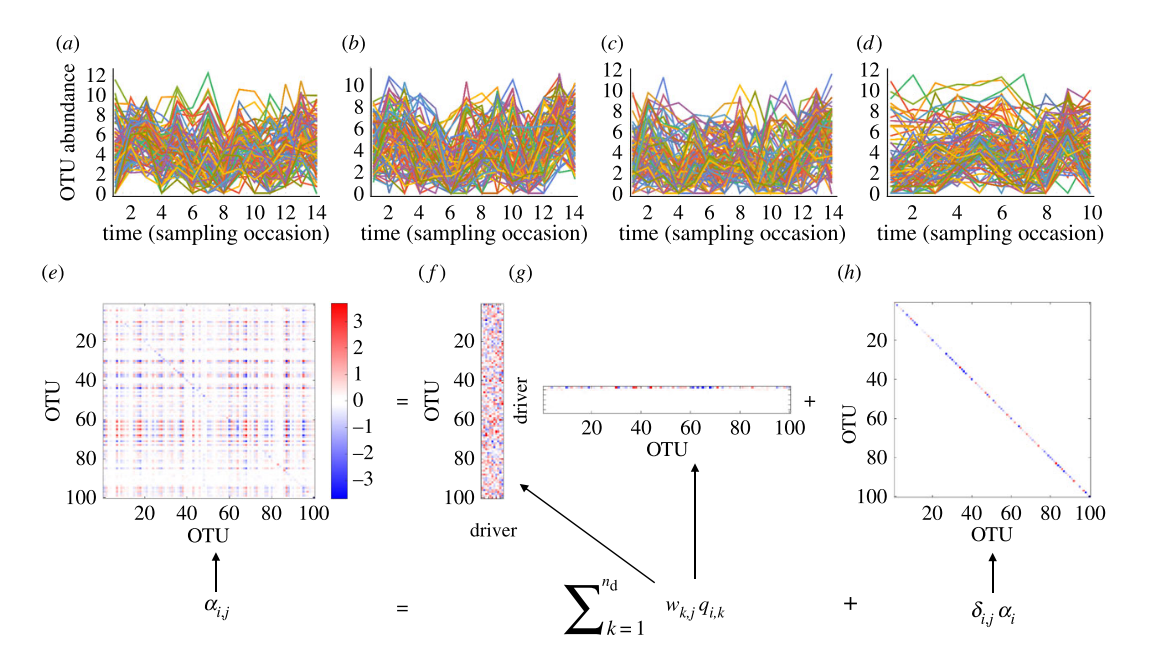 (a) (b) (c) (d)
OTU abundance
12
10
8
6
4
2
0
2 4 6 8 10 12 14
time (sampling occasion)
10
8
6
4
2
0
2 4 6 8 10 12 14
time (sampling occasion)
12
10
8
6
4
2
0
2 4 6 8 10 12 14
time (sampling occasion)
12
10
8
6
4
2
0
2 4 6 8 10
time (sampling occasion)
(e) (f) (g) (h)
OTU
20
40
60
80
100
20 40 60 80 100
OTU
3
2
1
0
−1
−2
−3
=
OTU
20
40
60
80
100
driver
driver
20 40 60 80 100
OTU
+
OTU
20
40
60
80
100
20 40 60 80 100
OTU
α_{i,j} = ∑_{k=1}^{n_d} w_{k,j} q_{i,k} + δ_{i,j} α_i